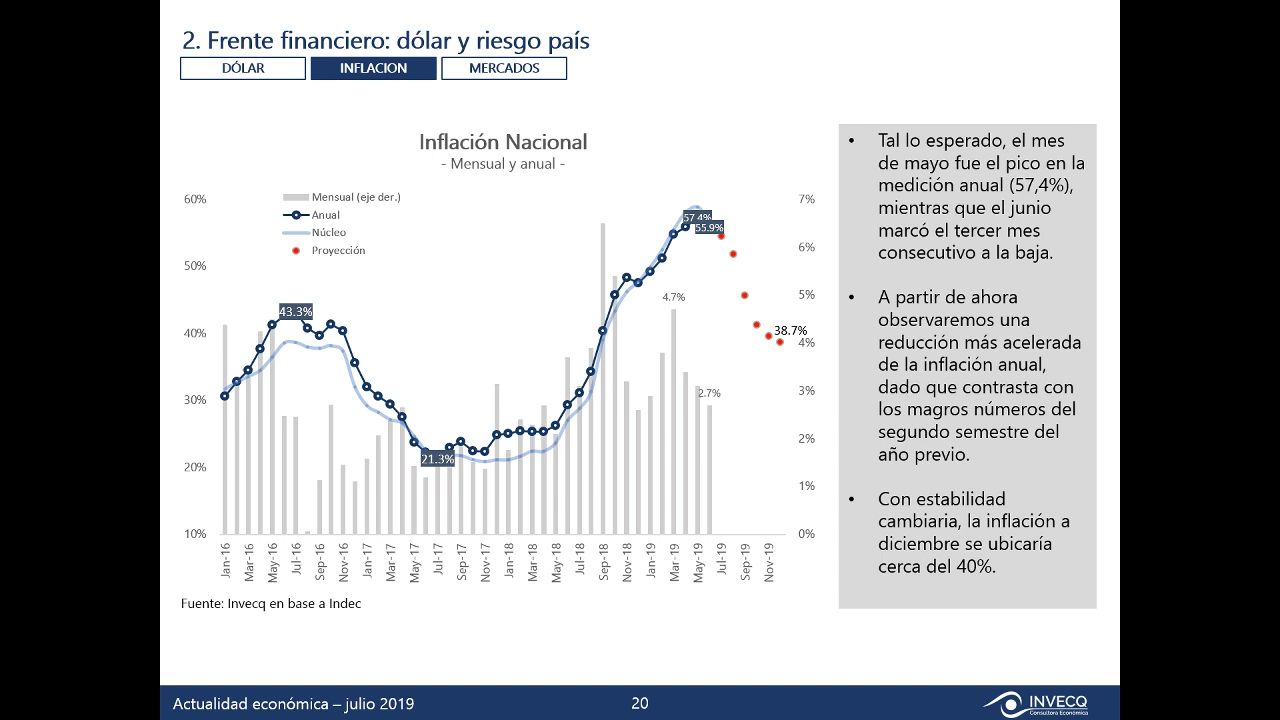 2. Frente financiero: dólar y riesgo país
DÓLAR
INFLACION
MERCADOS
Inflación Nacional
- Mensual y anual -
Mensual (eje der.)
Anual
Núcleo
Proyección
60%
50%
40%
30%
20%
10%
7%
6%
5%
4%
3%
2%
1%
0%
43.3%
21.3%
57.4%
55.9%
4.7%
2.7%
38.7%
Jan-16
Mar-16
May-16
Jul-16
Sep-16
Nov-16
Jan-17
Mar-17
May-17
Jul-17
Sep-17
Nov-17
Jan-18
Mar-18
May-18
Jul-18
Sep-18
Nov-18
Jan-19
Mar-19
May-19
Jul-19
Sep-19
Nov-19
Fuente: Invecq en base a Indec
• Tal lo esperado, el mes
de mayo fue el pico en la
medición anual (57,4%),
mientras que el junio
marcó el tercer mes
consecutivo a la baja.
• A partir de ahora
observaremos una
reducción más acelerada
de la inflación anual,
dado que contrasta con
los magros números del
segundo semestre del
año previo.
• Con estabilidad
cambiaria, la inflación a
diciembre se ubicaría
cerca del 40%.
Actualidad económica – julio 2019
20
INVECQ
Consultora Económica